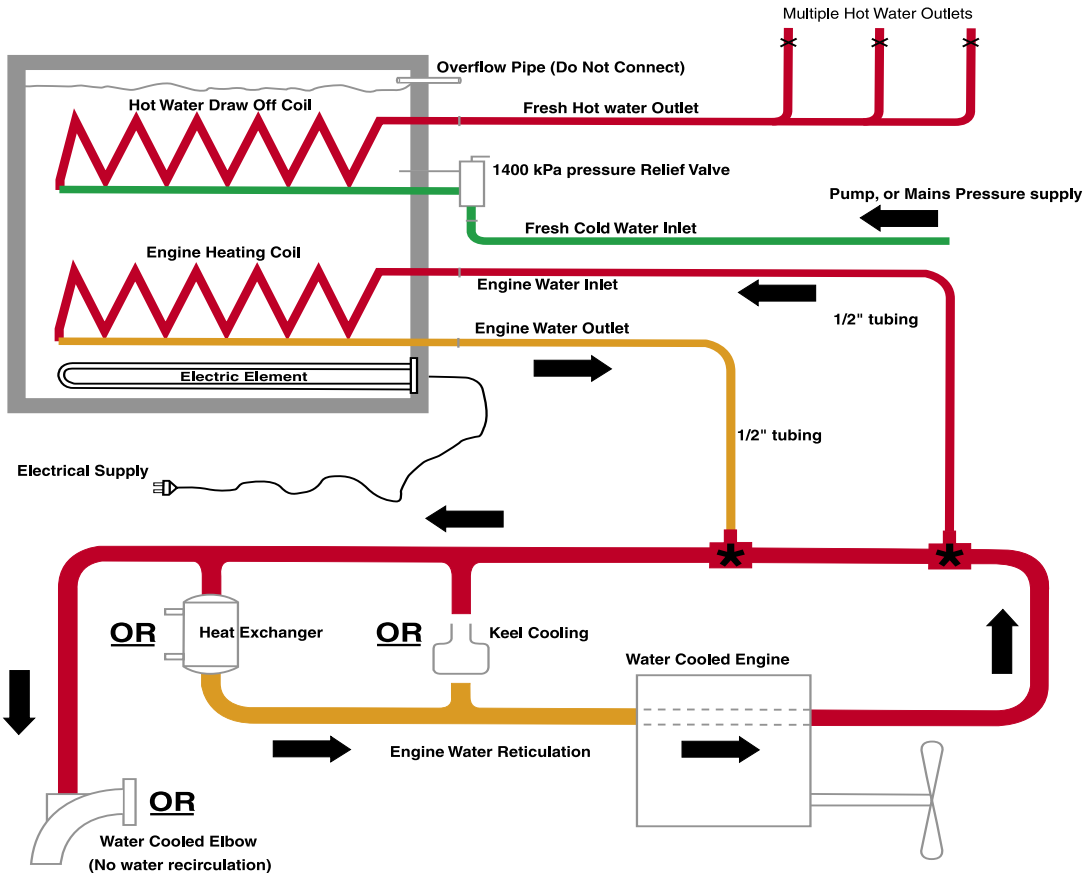 Multiple Hot Water Outlets
Overflow Pipe (Do Not Connect)
Hot Water Draw Off Coil
Fresh Hot water Outlet
1400 kPa pressure Relief Valve
Pump, or Mains Pressure supply
Fresh Cold Water Inlet
Engine Heating Coil
Engine Water Inlet
1/2" tubing
Engine Water Outlet
Electric Element
1/2" tubing
Electrical Supply
*
*
OR
Heat Exchanger
OR
Keel Cooling
Water Cooled Engine
Engine Water Reticulation
OR
Water Cooled Elbow
(No water recirculation)